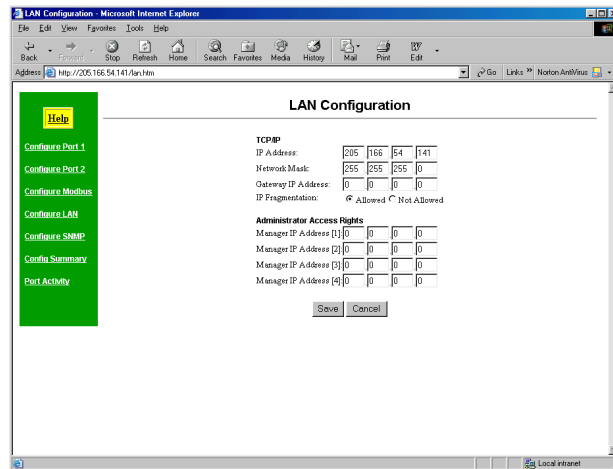 LAN Configuration - Microsoft Internet Explorer
File Edit View Favorites Tools Help
Back Forward Stop Refresh Home Search Favorites Media History Mail Print Edit
Address http://205.166.54.141/lan.htm Go Links » Norton AntiVirus
Help
Configure Port 1
Configure Port 2
Configure Modbus
Configure LAN
Configure SNMP
Config Summary
Port Activity
LAN Configuration
TCP/IP
IP Address: 205 .166 .54 .141
Network Mask: 255 .255 .255 .0
Gateway IP Address: 0 .0 .0 .0
IP Fragmentation: Allowed Not Allowed
Administrator Access Rights
Manager IP Address [1]: 0 .0 .0 .0
Manager IP Address [2]: 0 .0 .0 .0
Manager IP Address [3]: 0 .0 .0 .0
Manager IP Address [4]: 0 .0 .0 .0
Save Cancel
Local intranet